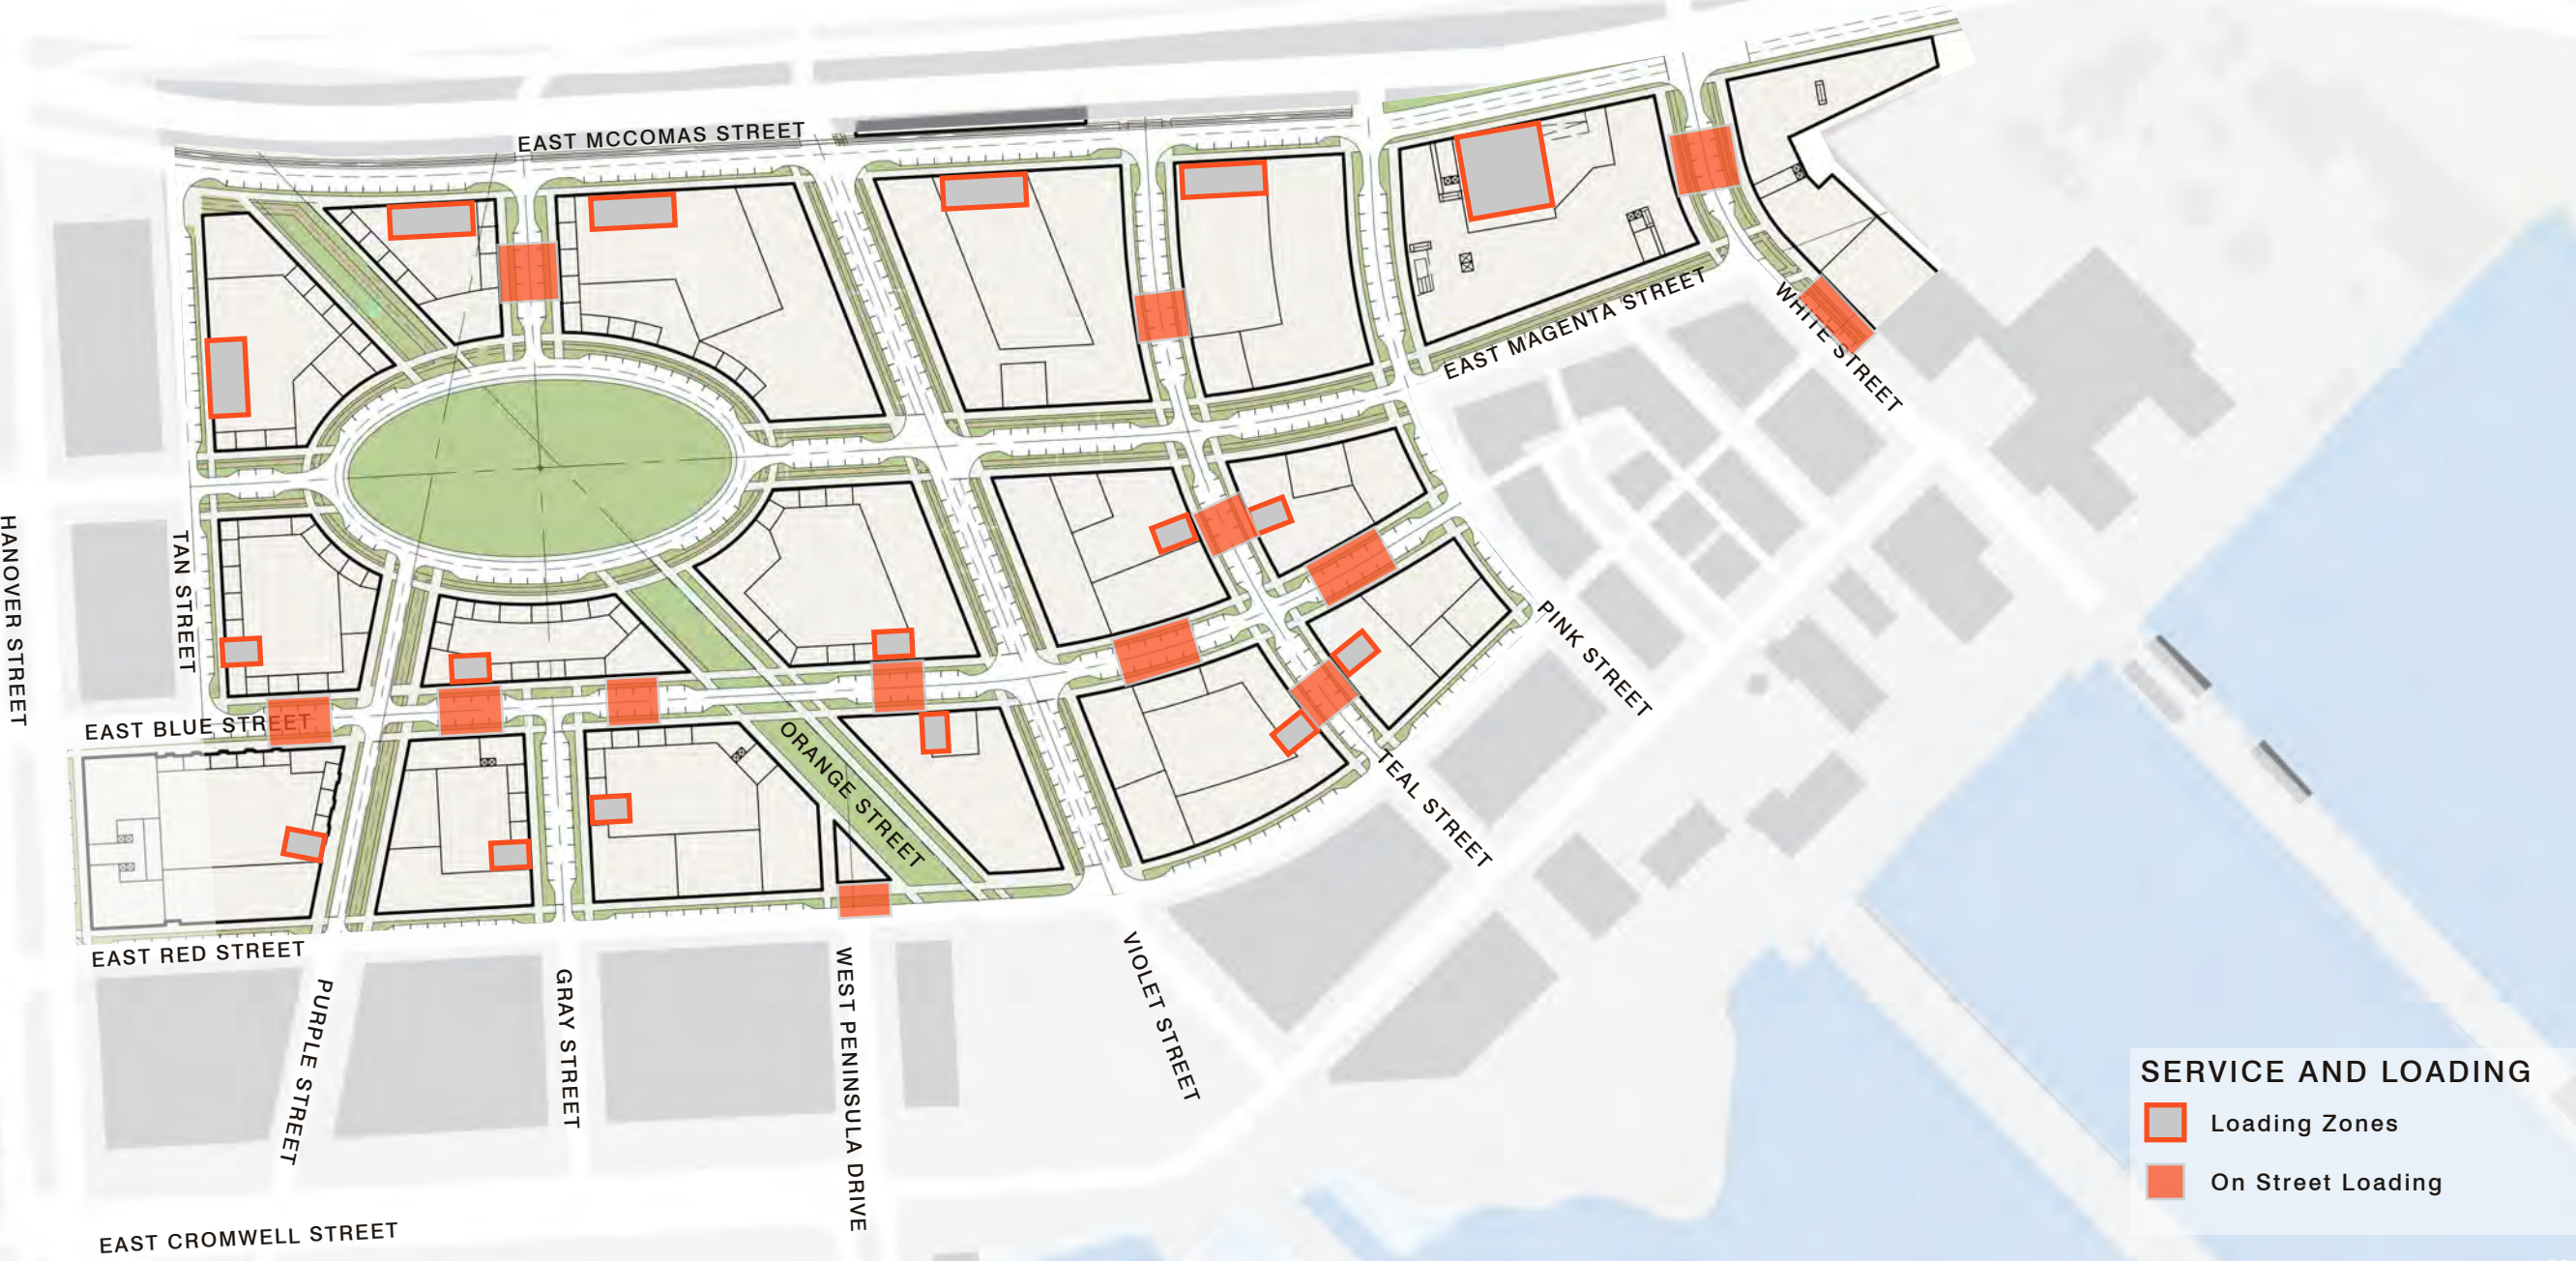 EAST MCCOMAS STREET
EAST MAGENTA STREET
WHITE STREET
HANOVER STREET
TAN STREET
PINK STREET
EAST BLUE STREET
ORANGE STREET
TEAL STREET
EAST RED STREET
PURPLE STREET
GRAY STREET
WEST PENINSULA DRIVE
VIOLET STREET
EAST CROMWELL STREET
SERVICE AND LOADING
Loading Zones
On Street Loading